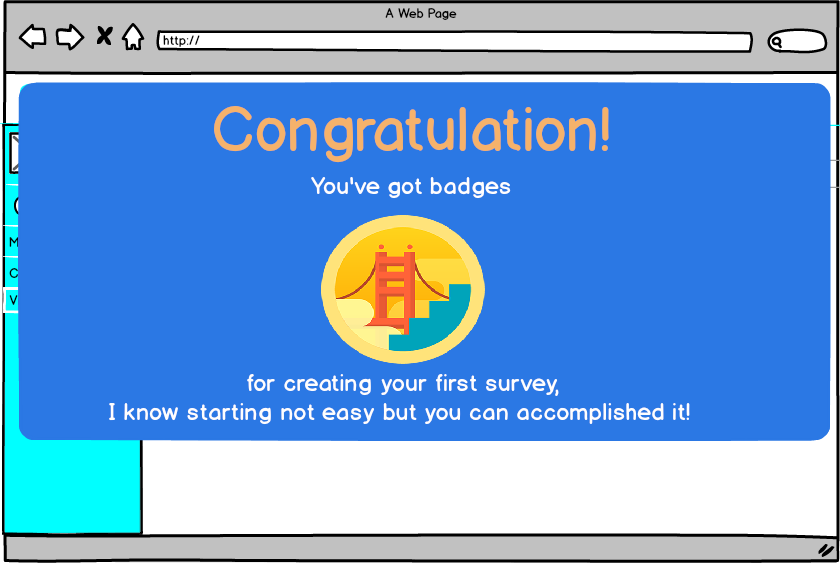 A Web Page
http://
Congratulation!
You've got badges
M
C
V
for creating your first survey,
I know starting not easy but you can accomplished it!